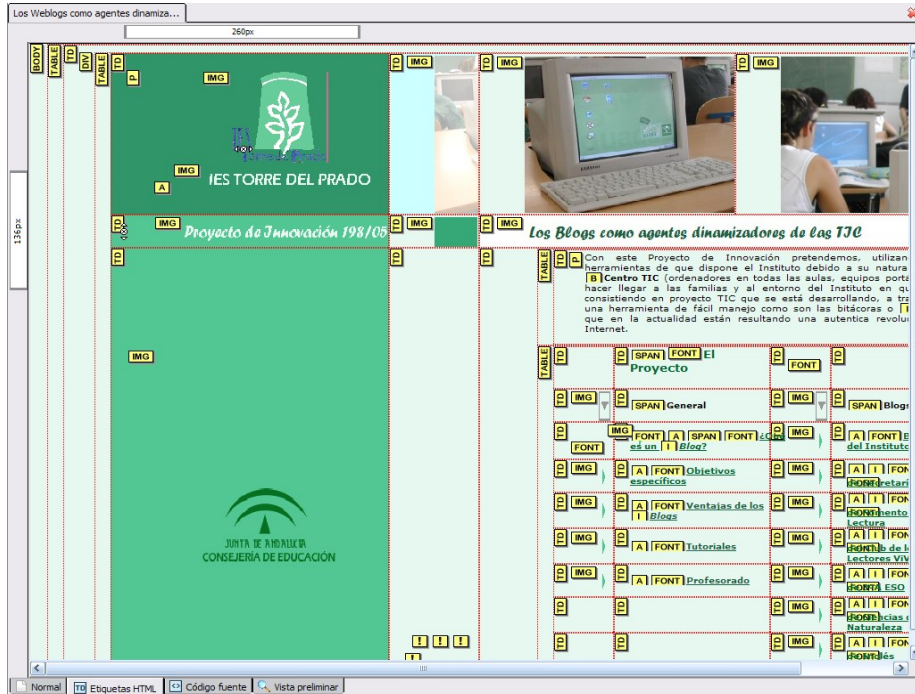 Los Weblogs como agentes dinamiza...
260px
136px
BODY
TABLE
TD
DIV
TABLE
TD
P
IMG
TD IMG
TD IMG
TD IMG
IMG
A
IES TORRE DEL PRADO
TD IMG Proyecto de Innovación 198/05
TD IMG
TD IMG Los Blogs como agentes dinamizadores de las TIC
TD
TD
TD
TABLE
TD P Con este Proyecto de Innovación pretendemos,
herramientas de que dispone el Instituto debido a su
B Centro TIC (ordenadores en todas las aulas, equipos
hacer llegar a las familias y al entorno del Instituto en
consistiendo en proyecto TIC que se está desarrollando, a
una herramienta de fácil manejo como son las bitácoras o
que en la actualidad están resultando una autentica
Internet.
IMG
TABLE
TD
TD SPAN FONT El
Proyecto
TD FONT
TD
TD IMG
TD SPAN General
TD IMG
TD SPAN Blogs
TD FONT
IMG FONT A SPAN FONT
es un I Blog?
TD IMG
TD A FONT
del Instituto
TD IMG
TD A FONT Objetivos
específicos
TD IMG
TD A I
TD IMG
TD A FONT Ventajas de los
I Blogs
TD IMG
TD A I
Lectura
TD IMG
TD A FONT Tutoriales
TD IMG
TD A I
TD IMG
TD A FONT Profesorado
TD IMG
TD A I
ESO
TD
TD
TD IMG
TD A I
Naturaleza
TD
TD
TD IMG
TD A I
JUNTA DE ANDALUCIA
CONSEJERÍA DE EDUCACIÓN
! ! !
!
Normal
TD Etiquetas HTML
Código fuente
Vista preliminar